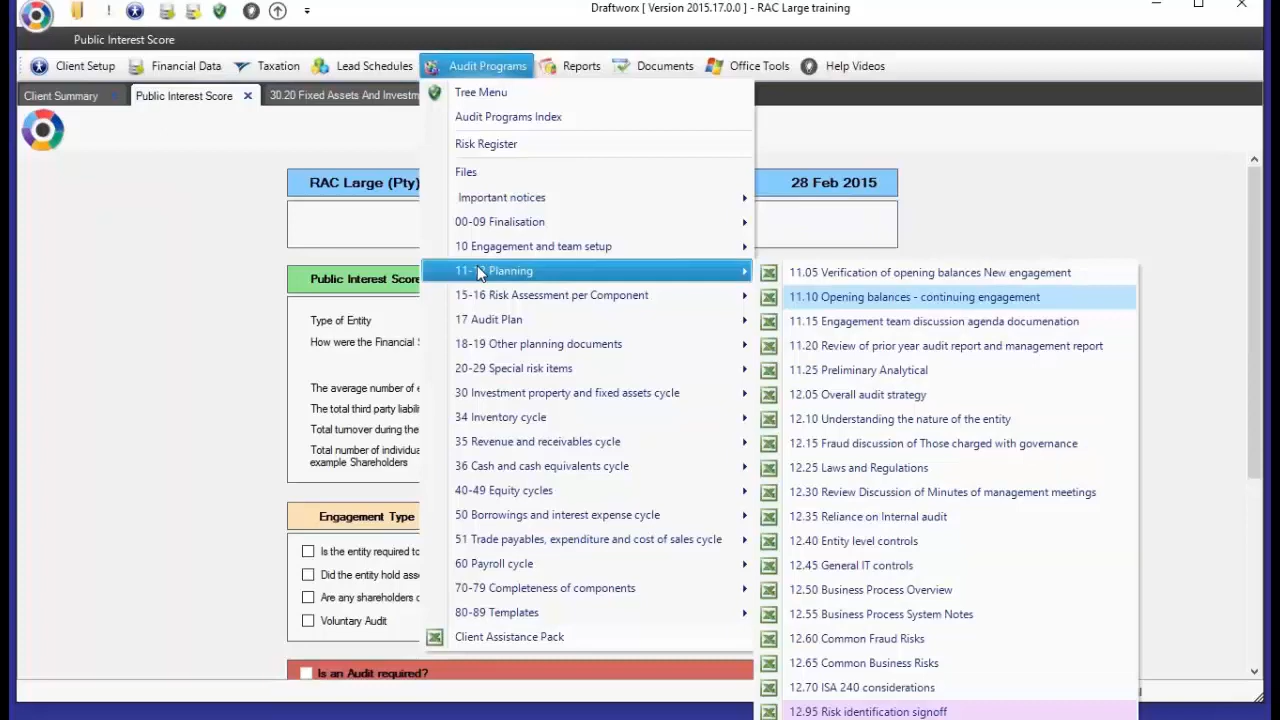 Draftworx [ Version 2015.17.0.0 ] - RAC Large training
Public Interest Score
Client Setup Financial Data Taxation Lead Schedules Audit Programs Reports Documents Office Tools Help Videos
Client Summary Public Interest Score 30.20 Fixed Assets And Investm
RAC Large (Pty) 28 Feb 2015
Public Interest Score
Type of Entity
How were the Financial
The average number of e
The total third party liabili
Total turnover during the
Total number of individua
example Shareholders
Engagement Type
Is the entity required to
Did the entity hold ass
Are any shareholders
Voluntary Audit
Is an Audit required?
Tree Menu
Audit Programs Index
Risk Register
Files
Important notices
00-09 Finalisation
10 Engagement and team setup
11- Planning
15-16 Risk Assessment per Component
17 Audit Plan
18-19 Other planning documents
20-29 Special risk items
30 Investment property and fixed assets cycle
34 Inventory cycle
35 Revenue and receivables cycle
36 Cash and cash equivalents cycle
40-49 Equity cycles
50 Borrowings and interest expense cycle
51 Trade payables, expenditure and cost of sales cycle
60 Payroll cycle
70-79 Completeness of components
80-89 Templates
Client Assistance Pack
11.05 Verification of opening balances New engagement
11.10 Opening balances - continuing engagement
11.15 Engagement team discussion agenda documenation
11.20 Review of prior year audit report and management report
11.25 Preliminary Analytical
12.05 Overall audit strategy
12.10 Understanding the nature of the entity
12.15 Fraud discussion of Those charged with governance
12.25 Laws and Regulations
12.30 Review Discussion of Minutes of management meetings
12.35 Reliance on Internal audit
12.40 Entity level controls
12.45 General IT controls
12.50 Business Process Overview
12.55 Business Process System Notes
12.60 Common Fraud Risks
12.65 Common Business Risks
12.70 ISA 240 considerations
12.95 Risk identification signoff